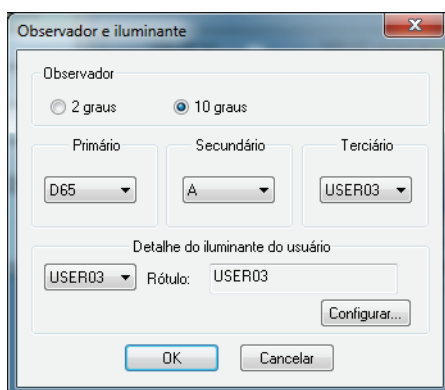 Observador e iluminante
Observador
2 graus 10 graus
Primário Secundário Terciário
D65 A USER03
Detalhe do iluminante do usuário
USER03 Rótulo: USER03
Configurar...
OK Cancelar